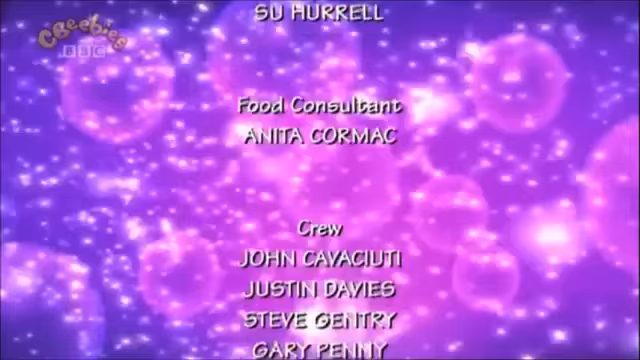 SU HURRELL
CBeebies
BBC
Food Consultant
ANITA CORMAC
Crew
JOHN CAVACIUTI
JUSTIN DAVIES
STEVE GENTRY
GARY PENNY